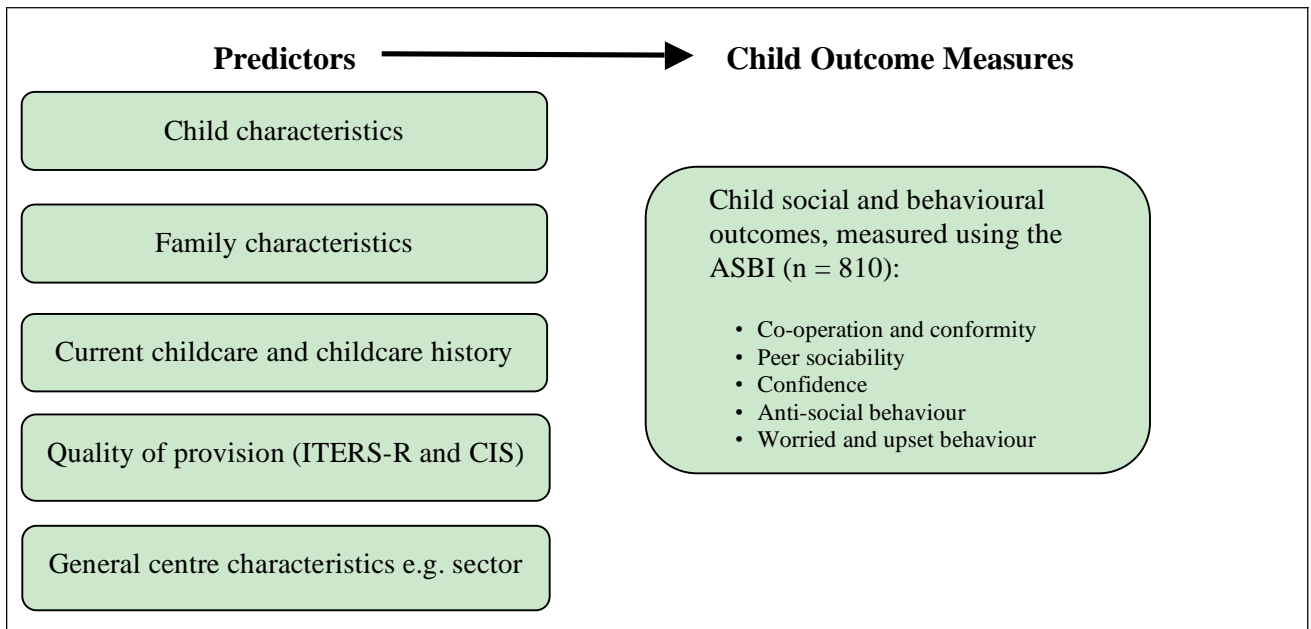 Predictors
Child Outcome Measures
Child characteristics
Family characteristics
Current childcare and childcare history
Quality of provision (ITERS-R and CIS)
General centre characteristics e.g. sector
Child social and behavioural
outcomes, measured using the
ASBI (n = 810):
• Co-operation and conformity
• Peer sociability
• Confidence
• Anti-social behaviour
• Worried and upset behaviour